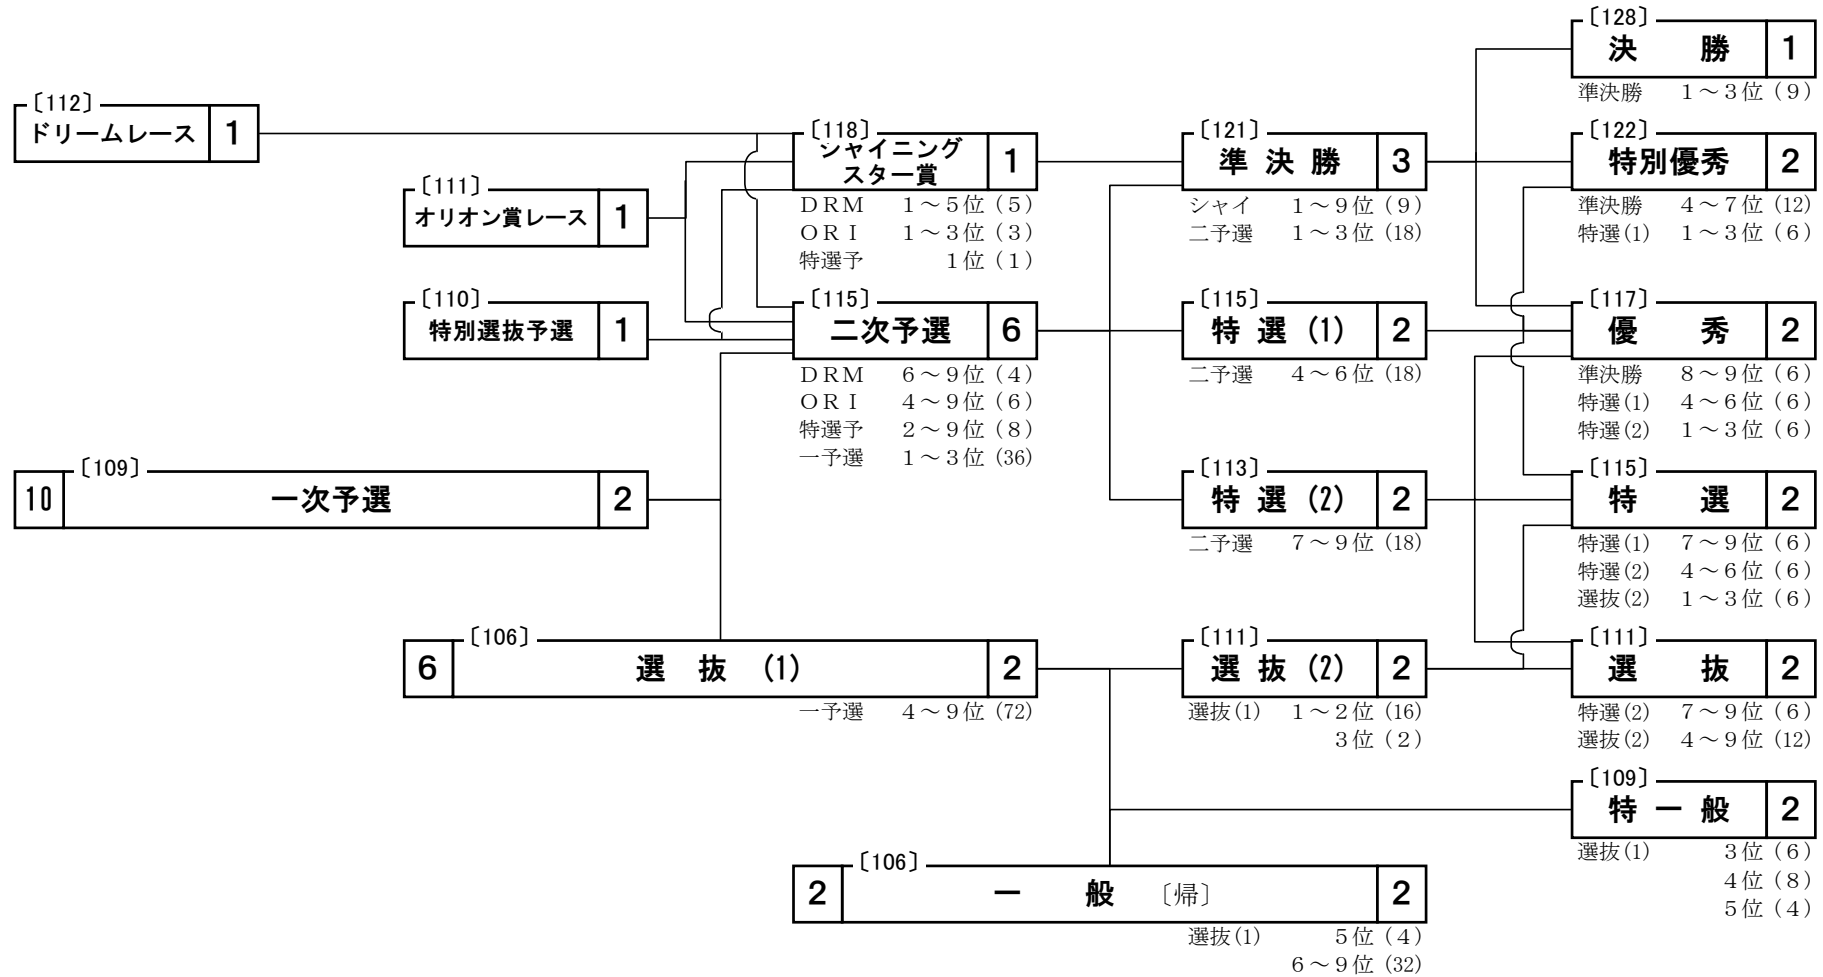 〔112〕
ドリームレース 1
10 〔109〕 一次予選 2
〔111〕
オリオン賞レース 1
〔110〕
特別選抜予選 1
6 〔106〕 選 抜 (1) 2
一予選 4～9位 (72)
〔118〕
シャイニング
スター賞 1
ＤＲＭ 1～5位 (5)
ＯＲＩ 1～3位 (3)
特選予 1位 (1)
〔115〕
二次予選 6
ＤＲＭ 6～9位 (4)
ＯＲＩ 4～9位 (6)
特選予 2～9位 (8)
一予選 1～3位 (36)
2 〔106〕 一 般 〔帰〕 2
選抜(1) 5位 (4)
6～9位 (32)
〔121〕
準 決 勝 3
シャイ 1～9位 (9)
二予選 1～3位 (18)
〔115〕
特 選 (1) 2
二予選 4～6位 (18)
〔113〕
特 選 (2) 2
二予選 7～9位 (18)
〔111〕
選 抜 (2) 2
選抜(1) 1～2位 (16)
3位 (2)
〔128〕
決 勝 1
準決勝 1～3位 (9)
〔122〕
特別優秀 2
準決勝 4～7位 (12)
特選(1) 1～3位 (6)
〔117〕
優 秀 2
準決勝 8～9位 (6)
特選(1) 4～6位 (6)
特選(2) 1～3位 (6)
〔115〕
特 選 2
特選(1) 7～9位 (6)
特選(2) 4～6位 (6)
選抜(2) 1～3位 (6)
〔111〕
選 抜 2
特選(2) 7～9位 (6)
選抜(2) 4～9位 (12)
〔109〕
特 一 般 2
選抜(1) 3位 (6)
4位 (8)
5位 (4)